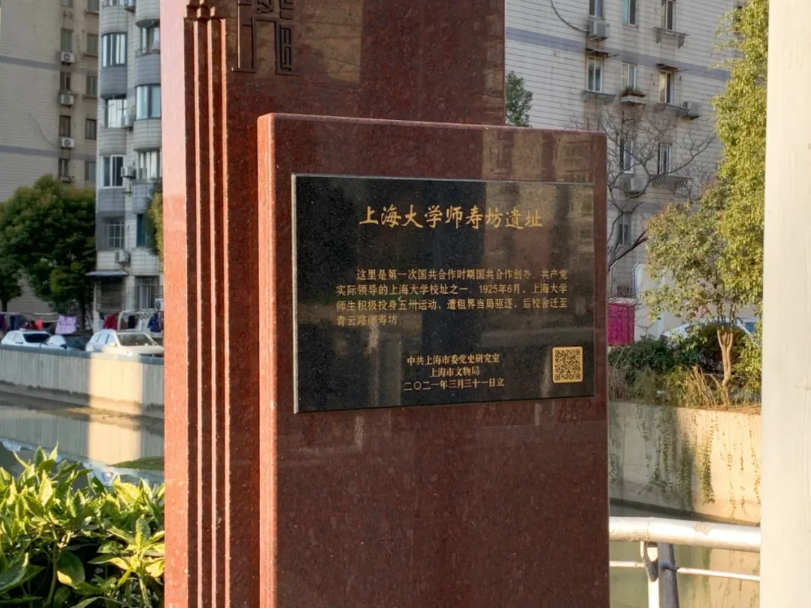 上海大学师寿坊遗址
这里是第一次国共合作时期国共合作创办、共产党
实际领导的上海大学校址之一。1925年6月，上海大学
师生积极投身五卅运动，遭租界当局驱逐，后校舍迁至
青云路师寿坊
中共上海市委党史研究室
上海市文物局
二〇二一年三月三十一日立